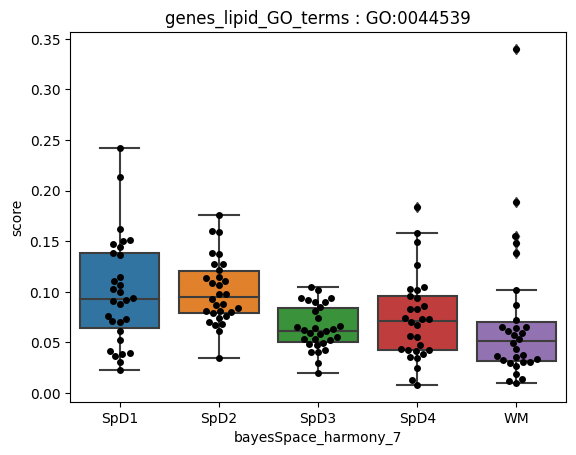 genes_lipid_GO_terms : GO:0044539
0.35
0.30
0.25
0.20
0.15
0.10
0.05
0.00
score
SpD1 SpD2 SpD3 SpD4 WM
bayesSpace_harmony_7